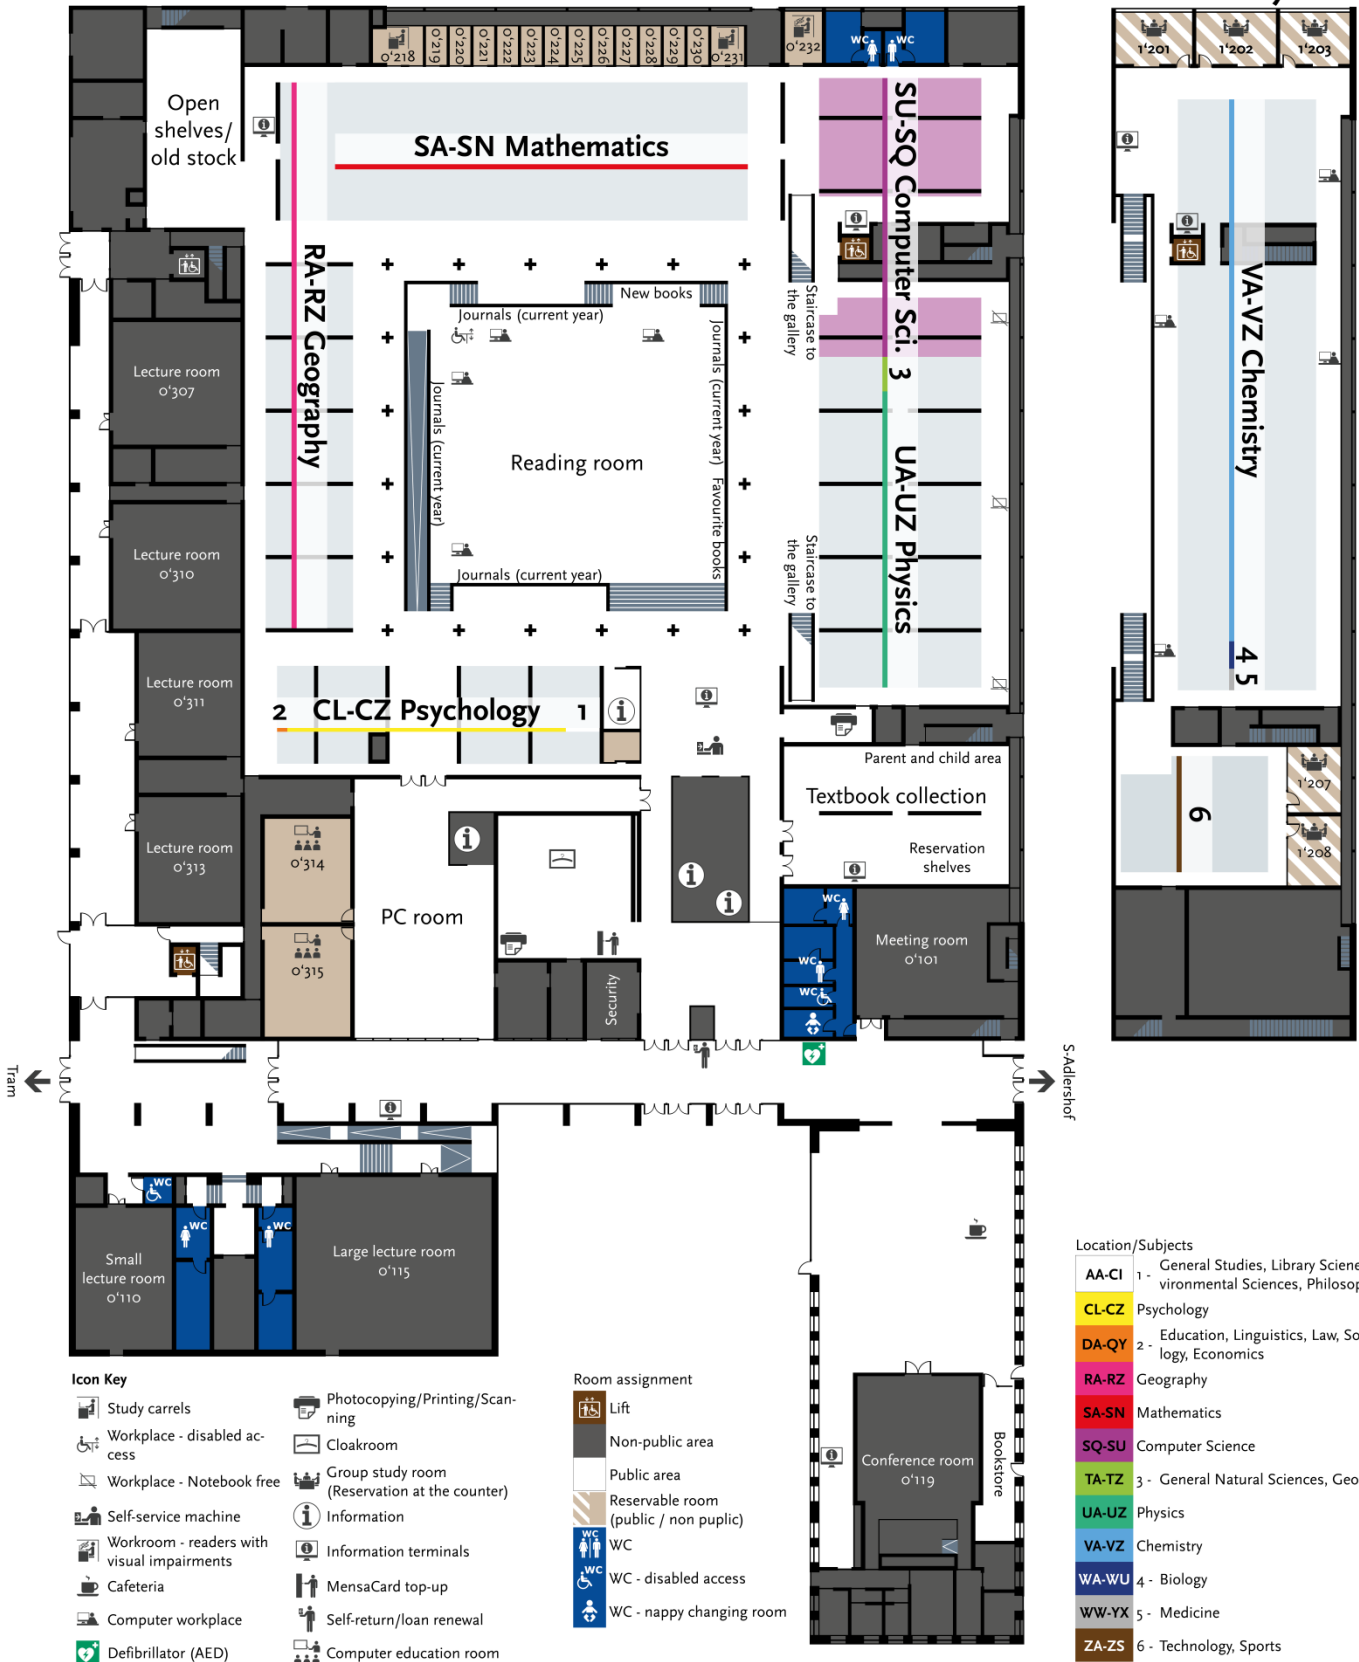 0'218
0'219
0'220
0'221
0'222
0'223
0'224
0'225
0'226
0'227
0'228
0'229
0'230
0'231
0'232
WC
WC
1'201
1'202
1'203
Open
shelves/
old stock
SA-SN Mathematics
SU-SQ Computer Sci.
RA-RZ Geography
VA-VZ Chemistry
New books
Journals (current year)
Staircase to
the gallery
Journals (current year)
Journals (current year)
Favourite books
3
Lecture room
0'307
Reading room
UA-UZ Physics
Lecture room
0'310
Journals (current year)
Staircase to
the gallery
Lecture room
0'311
2
CL-CZ Psychology
1
4
5
Parent and child area
Textbook collection
Reservation
shelves
1'207
6
1'208
Lecture room
0'313
0'314
PC room
0'315
Security
WC
WC
WC
Meeting room
0'101
Tram
S-Adlershof
WC
WC
WC
Small
lecture room
0'110
Large lecture room
0'115
Conference room
0'119
Bookstore
Icon Key
Study carrels
Workplace - disabled ac-
cess
Workplace - Notebook free
Self-service machine
Workroom - readers with
visual impairments
Cafeteria
Computer workplace
Defibrillator (AED)
Photocopying/Printing/Scan-
ning
Cloakroom
Group study room
(Reservation at the counter)
Information
Information terminals
MensaCard top-up
Self-return/loan renewal
Computer education room
Room assignment
Lift
Non-public area
Public area
Reservable room
(public / non puplic)
WC
WC
WC - disabled access
WC
WC - nappy changing room
Location/Subjects
AA-CI 1 - General Studies, Library Sciene
vironmental Sciences, Philosop
CL-CZ Psychology
DA-QY 2 - Education, Linguistics, Law, So
logy, Economics
RA-RZ Geography
SA-SN Mathematics
SQ-SU Computer Science
TA-TZ 3 - General Natural Sciences, Geo
UA-UZ Physics
VA-VZ Chemistry
WA-WU 4 - Biology
WW-YX 5 - Medicine
ZA-ZS 6 - Technology, Sports